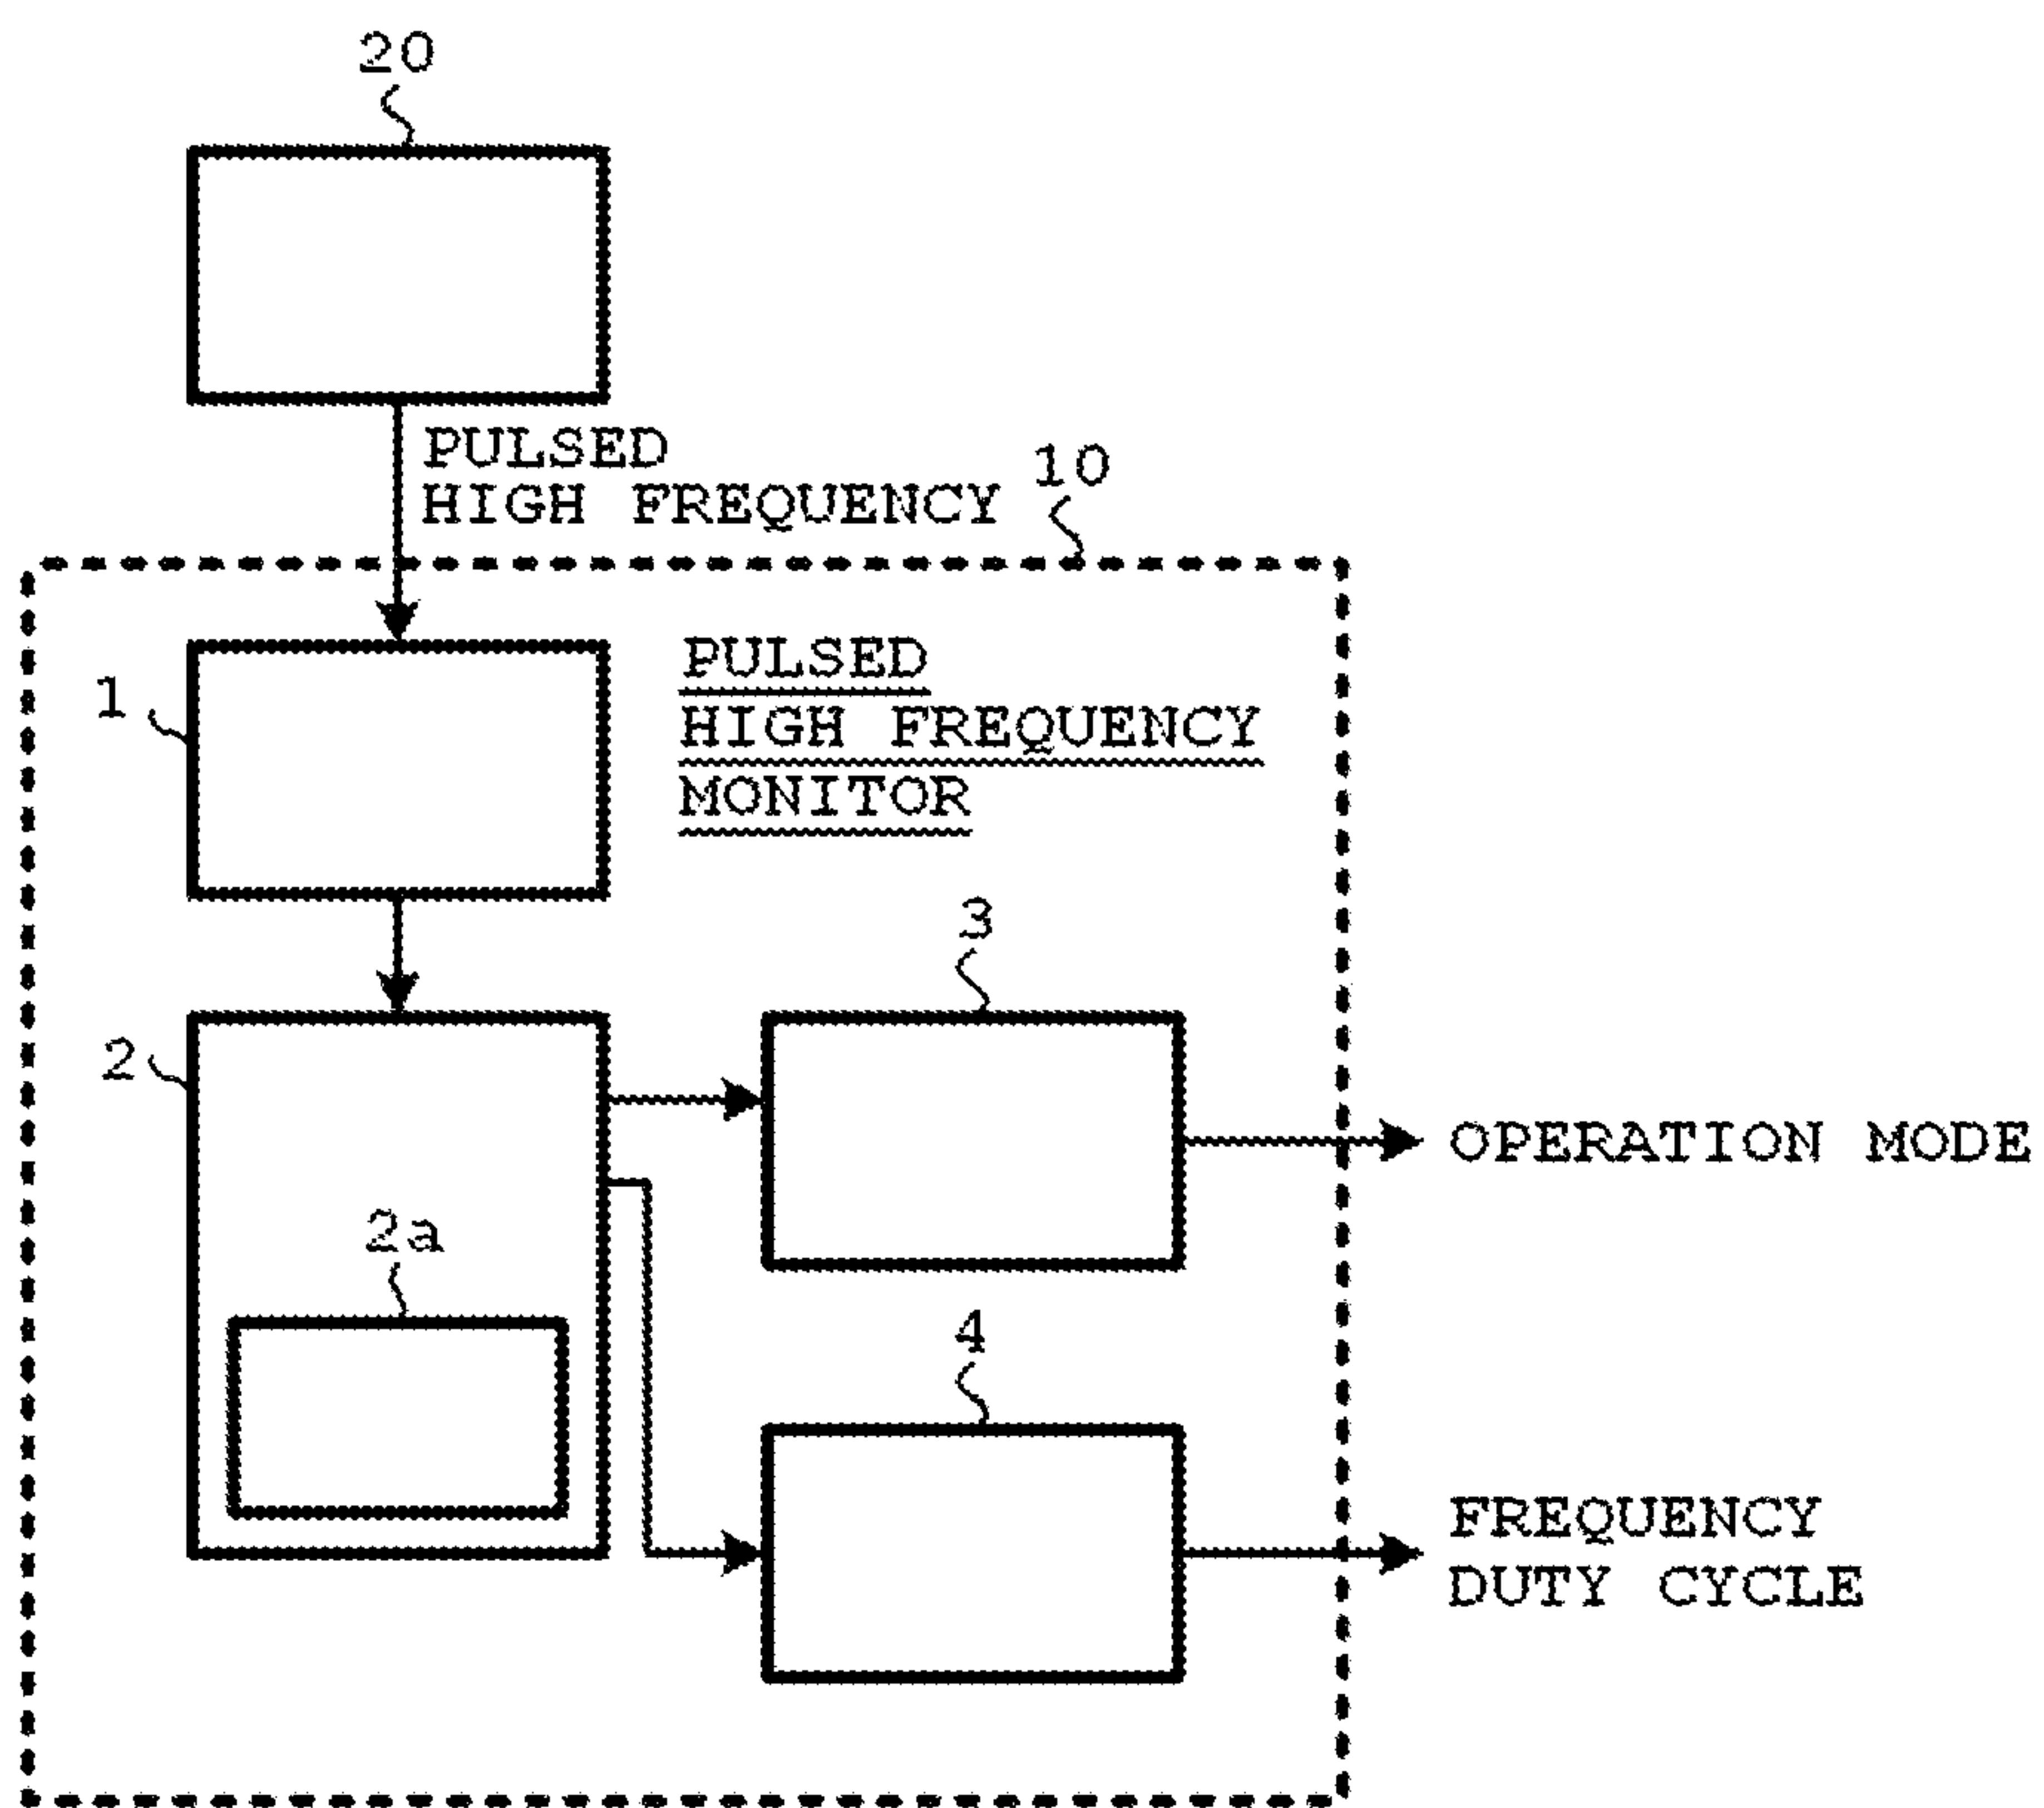 20
PULSED
HIGH FREQUENCY
10
PULSED
HIGH FREQUENCY
MONITOR
1
3
2
OPERATION MODE
2a
4
FREQUENCY
DUTY CYCLE